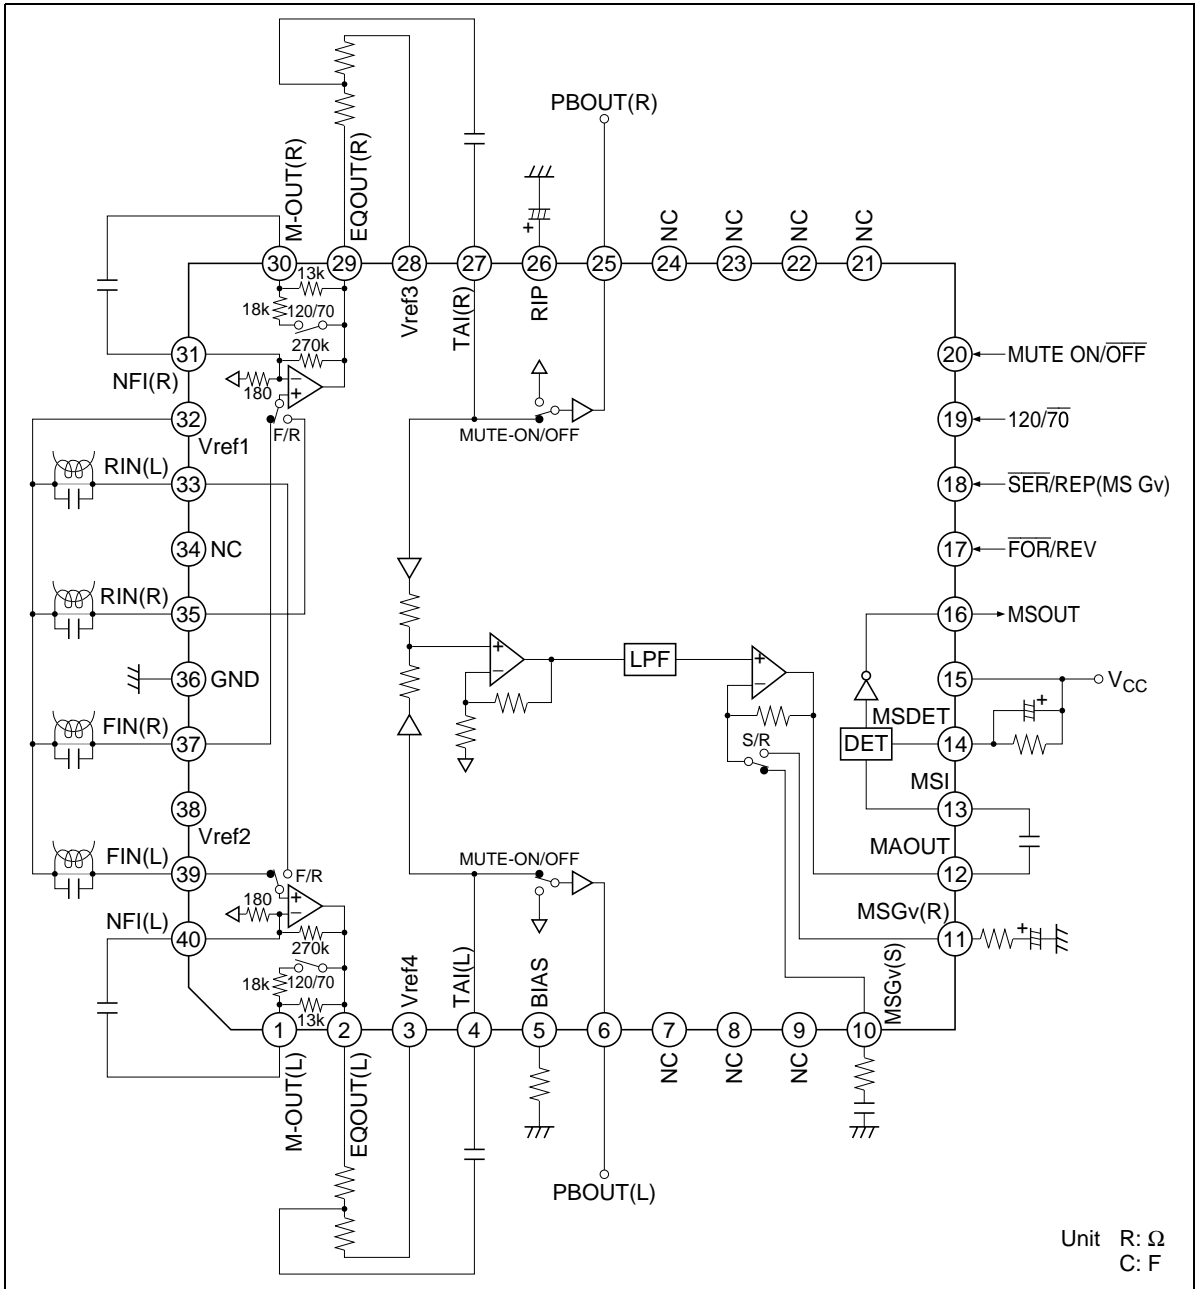 PBOUT(R)
M-OUT(R)
EQOUT(R)
NC
NC
NC
NC
30
29
28
27
26
25
24
23
22
21
13k
18k
120/70
270k
180
F/R
Vref3
TAI(R)
RIP
MUTE-ON/OFF
31
NFI(R)
32
Vref1
RIN(L)
33
34
NC
RIN(R)
35
36
GND
FIN(R)
37
38
Vref2
FIN(L)
39
NFI(L)
40
20
MUTE ON/OFF
19
120/70
18
SER/REP(MS Gv)
17
FOR/REV
16
MSOUT
15
VCC
MSDET
14
DET
MSI
13
MAOUT
12
MSGv(R)
11
LPF
S/R
MUTE-ON/OFF
F/R
180
270k
18k
120/70
13k
Vref4
TAI(L)
BIAS
MSGv(S)
1
2
3
4
5
6
7
8
9
10
M-OUT(L)
EQOUT(L)
NC
NC
NC
PBOUT(L)
Unit R: Ω
C: F